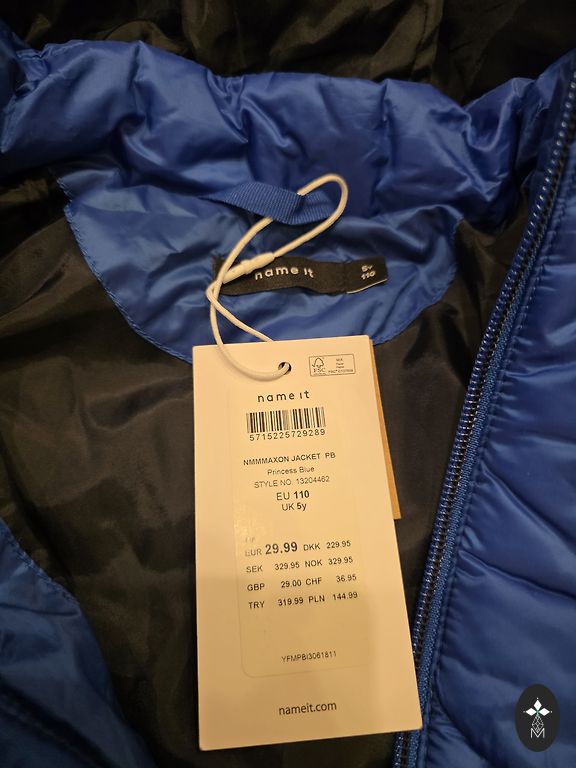 name it
5y
110
FSC
MIX
name it
5715225729289
NMMMAXON JACKET PB
Princess Blue
STYLE NO. 13204462
EU 110
UK 5y
EUR 29.99 DKK 229.95
SEK 329.95 NOK 329.95
GBP 29.00 CHF 36.95
TRY 319.99 PLN 144.99
YFMPBI3061811
nameit.com
M